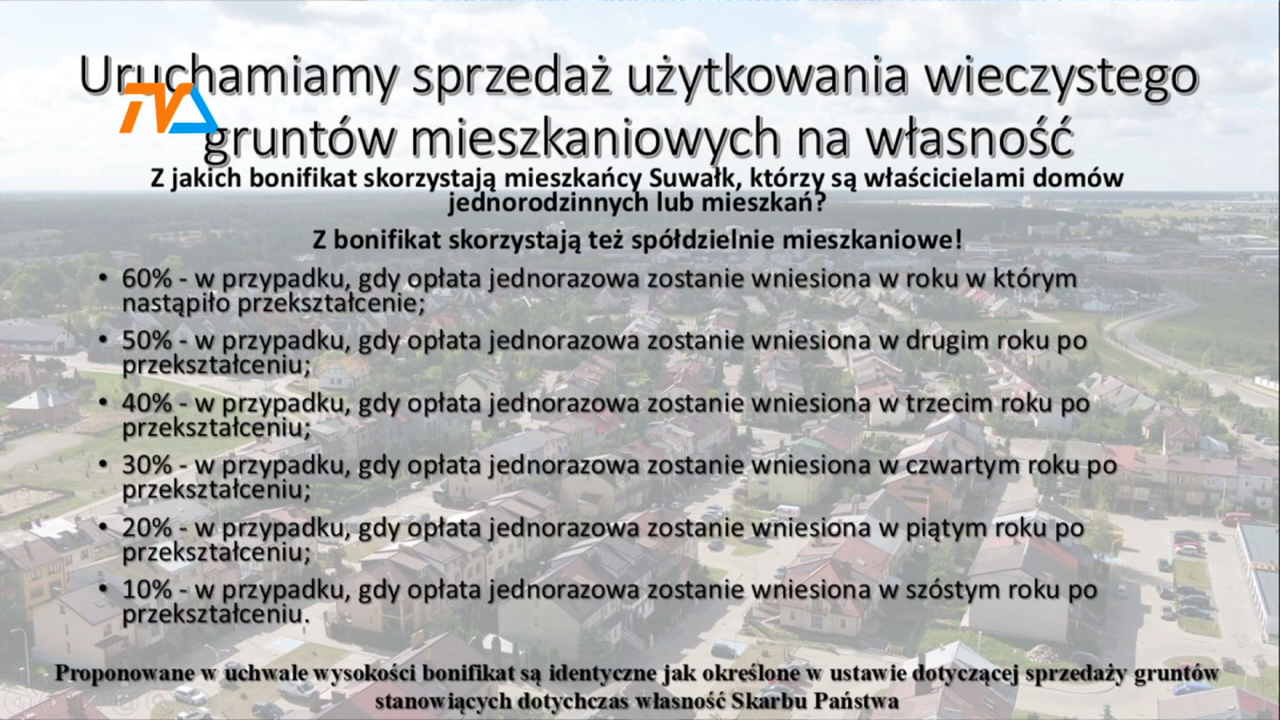 Uruchamiamy sprzedaż użytkowania wieczystego
gruntów mieszkaniowych na własność
Z jakich bonifikat skorzystają mieszkańcy Suwałk, którzy są właścicielami domów
jednorodzinnych lub mieszkań?
Z bonifikat skorzystają też spółdzielnie mieszkaniowe!
• 60% - w przypadku, gdy opłata jednorazowa zostanie wniesiona w roku w którym
nastąpiło przekształcenie;
• 50% - w przypadku, gdy opłata jednorazowa zostanie wniesiona w drugim roku po
przekształceniu;
• 40% - w przypadku, gdy opłata jednorazowa zostanie wniesiona w trzecim roku po
przekształceniu;
• 30% - w przypadku, gdy opłata jednorazowa zostanie wniesiona w czwartym roku po
przekształceniu;
• 20% - w przypadku, gdy opłata jednorazowa zostanie wniesiona w piątym roku po
przekształceniu;
• 10% - w przypadku, gdy opłata jednorazowa zostanie wniesiona w szóstym roku po
przekształceniu.
Proponowane w uchwale wysokości bonifikat są identyczne jak określone w ustawie dotyczącej sprzedaży gruntów
stanowiących dotychczas własność Skarbu Państwa